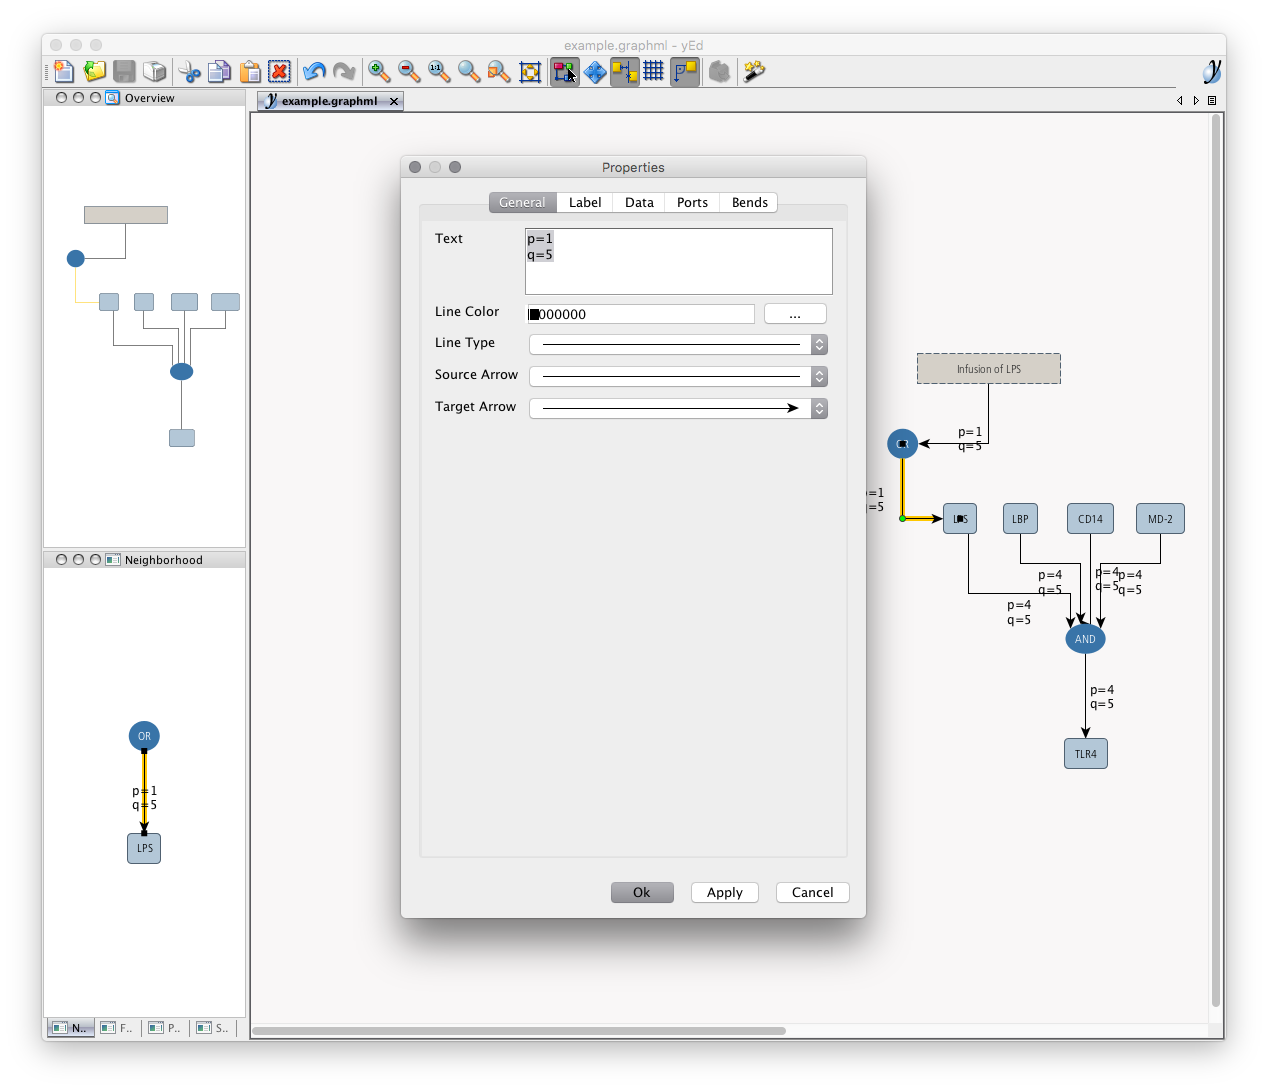 example.graphml - yEd
1:1
y
Overview
y example.graphml
Properties
General Label Data Ports Bends
Text
p=1
q=5
Line Color
000000
...
Line Type
Source Arrow
Target Arrow
Ok
Apply
Cancel
Infusion of LPS
p=1
q=5
=1
=5
LPS
LBP
CD14
MD-2
p=4
q=5
p=4
q=5
p=4
q=5
p=4
q=5
AND
p=4
q=5
TLR4
Neighborhood
OR
p=1
q=5
LPS
N..
F..
P..
S..